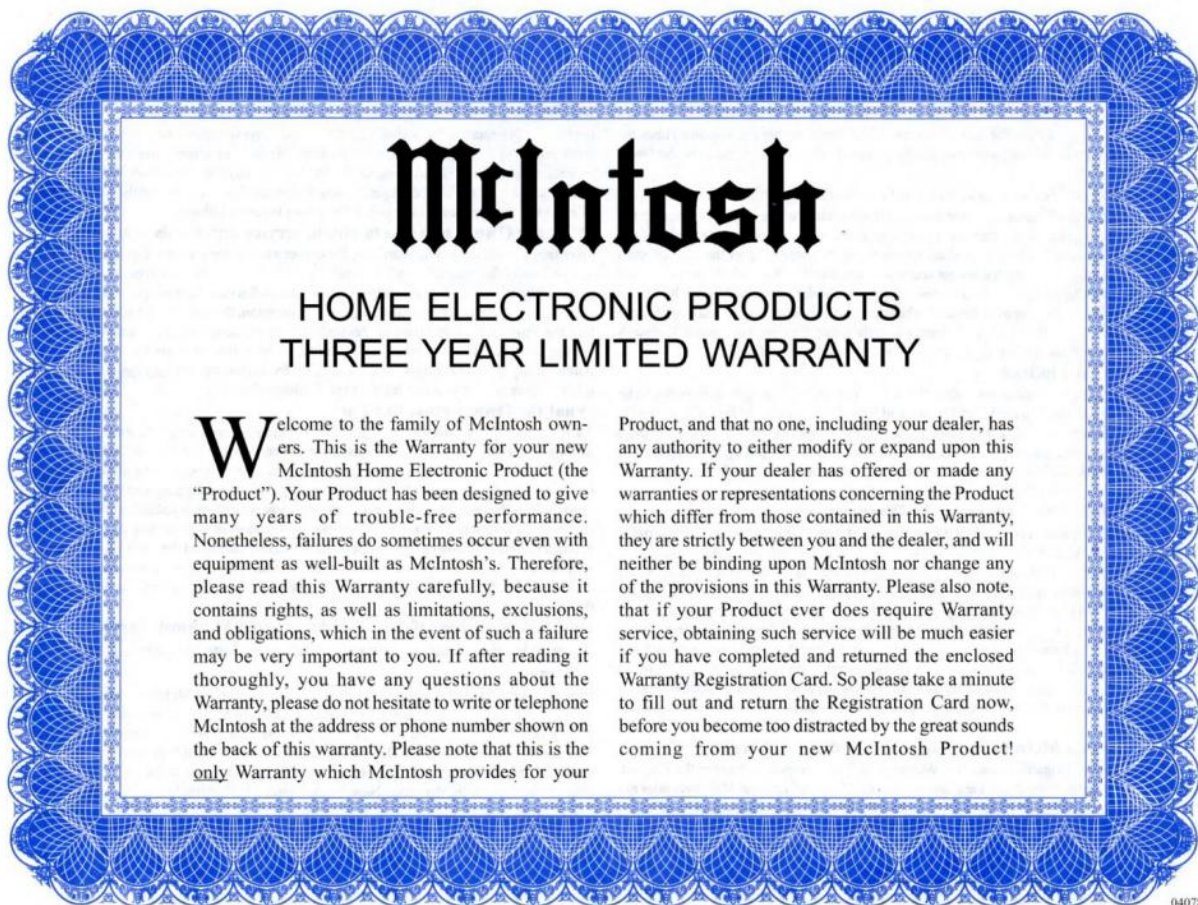 McIntosh
HOME ELECTRONIC PRODUCTS
THREE YEAR LIMITED WARRANTY
Welcome to the family of McIntosh own-
ers. This is the Warranty for your new
McIntosh Home Electronic Product (the
“Product”). Your Product has been designed to give
many years of trouble-free performance.
Nonetheless, failures do sometimes occur even with
equipment as well-built as McIntosh’s. Therefore,
please read this Warranty carefully, because it
contains rights, as well as limitations, exclusions,
and obligations, which in the event of such a failure
may be very important to you. If after reading it
thoroughly, you have any questions about the
Warranty, please do not hesitate to write or telephone
McIntosh at the address or phone number shown on
the back of this warranty. Please note that this is the
only Warranty which McIntosh provides for your
Product, and that no one, including your dealer, has
any authority to either modify or expand upon this
Warranty. If your dealer has offered or made any
warranties or representations concerning the Product
which differ from those contained in this Warranty,
they are strictly between you and the dealer, and will
neither be binding upon McIntosh nor change any
of the provisions in this Warranty. Please also note,
that if your Product ever does require Warranty
service, obtaining such service will be much easier
if you have completed and returned the enclosed
Warranty Registration Card. So please take a minute
to fill out and return the Registration Card now,
before you become too distracted by the great sounds
coming from your new McIntosh Product!